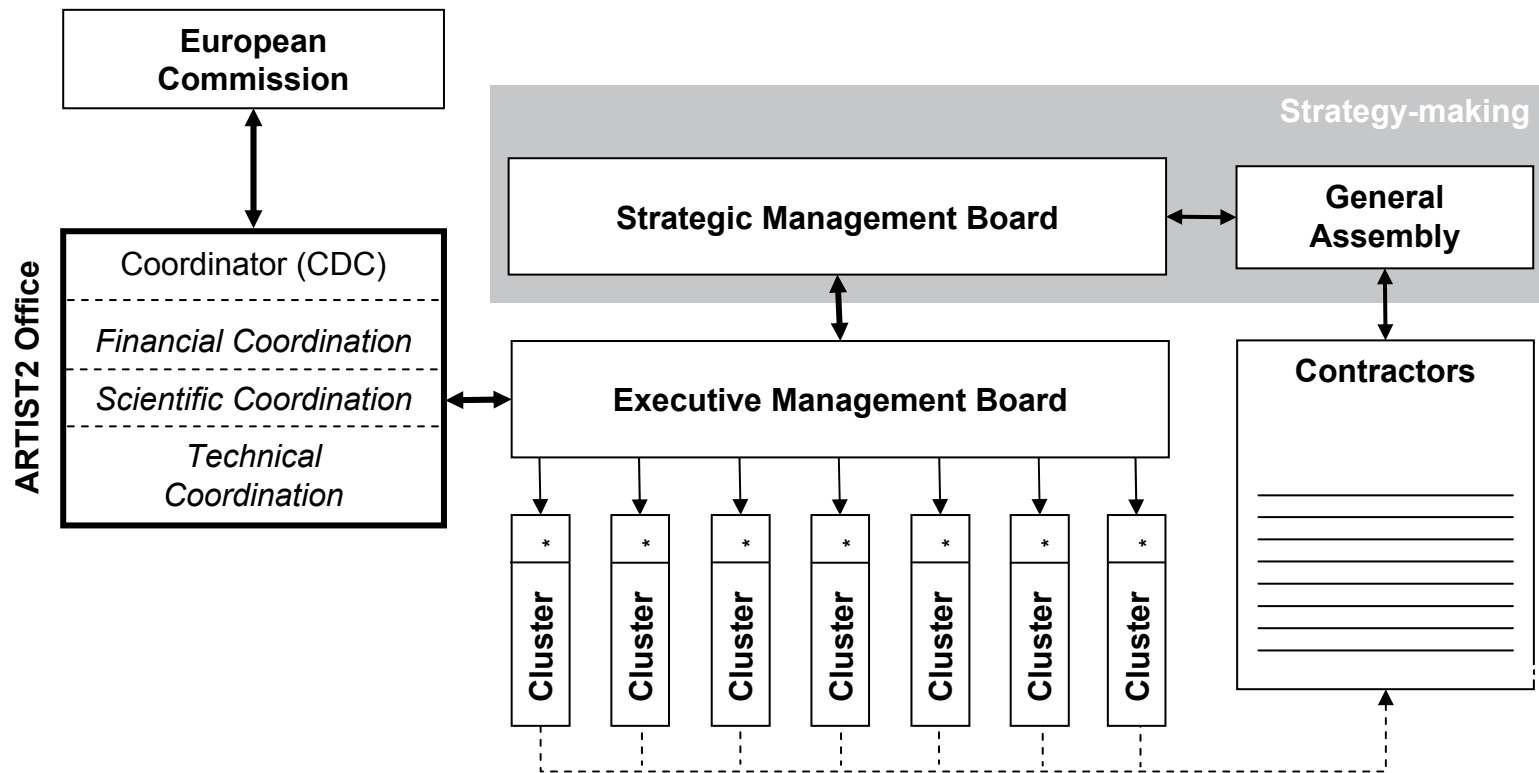 European
Commission
Strategy-making
Strategic Management Board
General
Assembly
ARTIST2 Office
Coordinator (CDC)
Financial Coordination
Scientific Coordination
Technical
Coordination
Executive Management Board
Contractors
*
*
*
*
*
*
*
Cluster
Cluster
Cluster
Cluster
Cluster
Cluster
Cluster